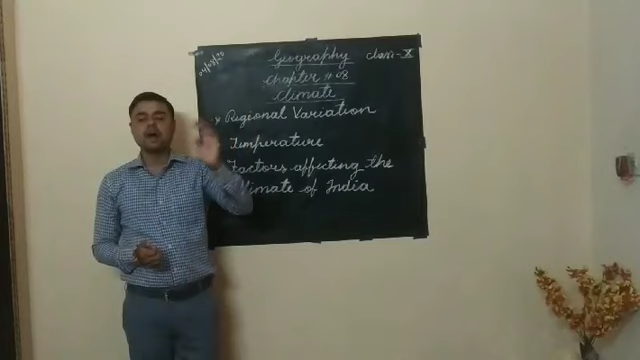 Geography class-X
Chapter # 08
Climate
Regional Variation
Temperature
Factors affecting the
Climate of India